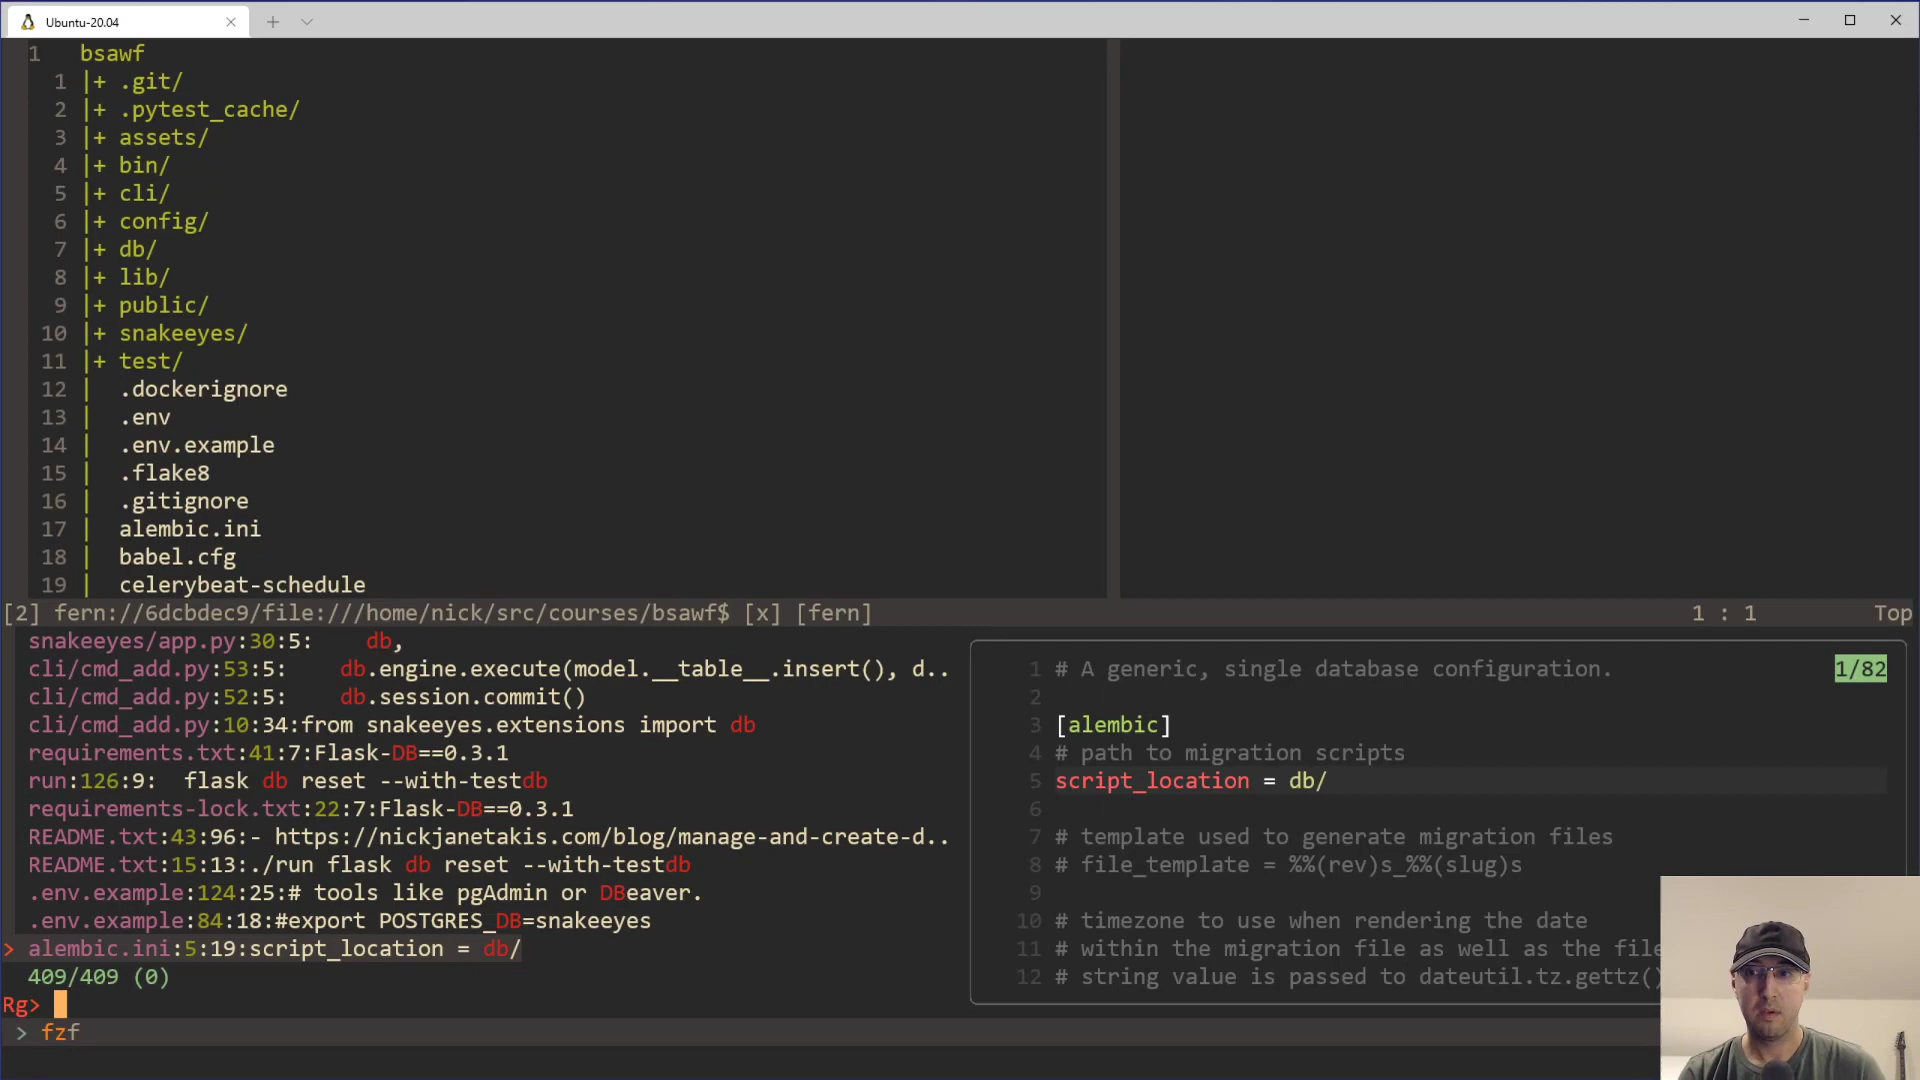 Ubuntu-20.04
1 bsawf
1 |+ .git/
2 |+ .pytest_cache/
3 |+ assets/
4 |+ bin/
5 |+ cli/
6 |+ config/
7 |+ db/
8 |+ lib/
9 |+ public/
10 |+ snakeeyes/
11 |+ test/
12 | .dockerignore
13 | .env
14 | .env.example
15 | .flake8
16 | .gitignore
17 | alembic.ini
18 | babel.cfg
19 | celerybeat-schedule
[2] fern://6dcbdec9/file:///home/nick/src/courses/bsawf$ [x] [fern] 1 : 1 Top
snakeeyes/app.py:30:5: db,
cli/cmd_add.py:53:5: db.engine.execute(model.__table__.insert(), d..
cli/cmd_add.py:52:5: db.session.commit()
cli/cmd_add.py:10:34:from snakeeyes.extensions import db
requirements.txt:41:7:Flask-DB==0.3.1
run:126:9: flask db reset --with-testdb
requirements-lock.txt:22:7:Flask-DB==0.3.1
README.txt:43:96:- https://nickjanetakis.com/blog/manage-and-create-d..
README.txt:15:13:./run flask db reset --with-testdb
.env.example:124:25:# tools like pgAdmin or DBeaver.
.env.example:84:18:#export POSTGRES_DB=snakeeyes
> alembic.ini:5:19:script_location = db/
409/409 (0)
Rg>
> fzf
1 # A generic, single database configuration. 1/82
2
3 [alembic]
4 # path to migration scripts
5 script_location = db/
6
7 # template used to generate migration files
8 # file_template = %%(rev)s_%%(slug)s
9
10 # timezone to use when rendering the date
11 # within the migration file as well as the file
12 # string value is passed to dateutil.tz.gettz()